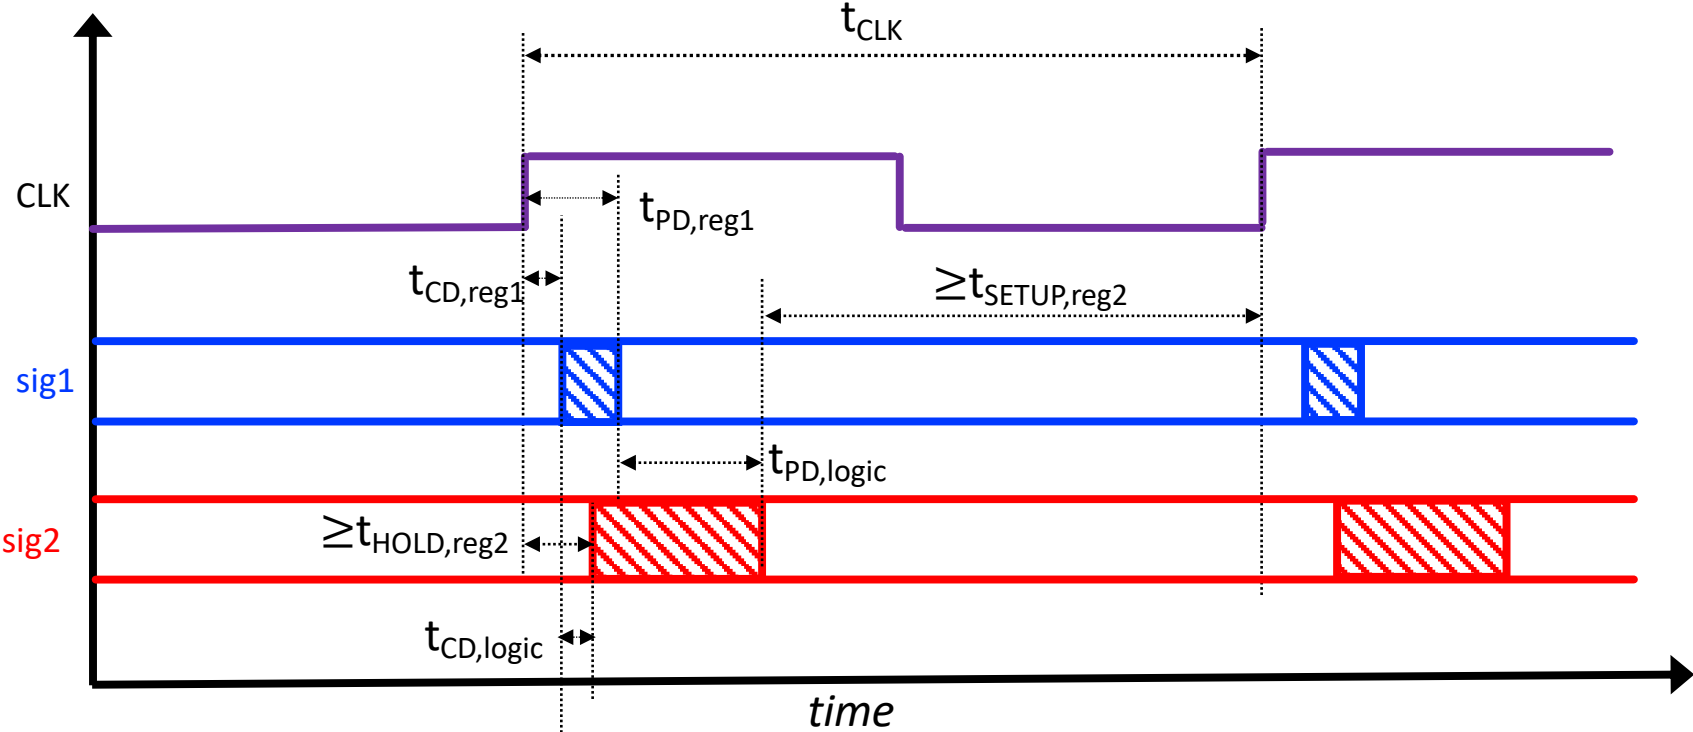 tCLK
CLK
tPD,reg1
tCD,reg1
≥tSETUP,reg2
sig1
tPD,logic
sig2
≥tHOLD,reg2
tCD,logic
time